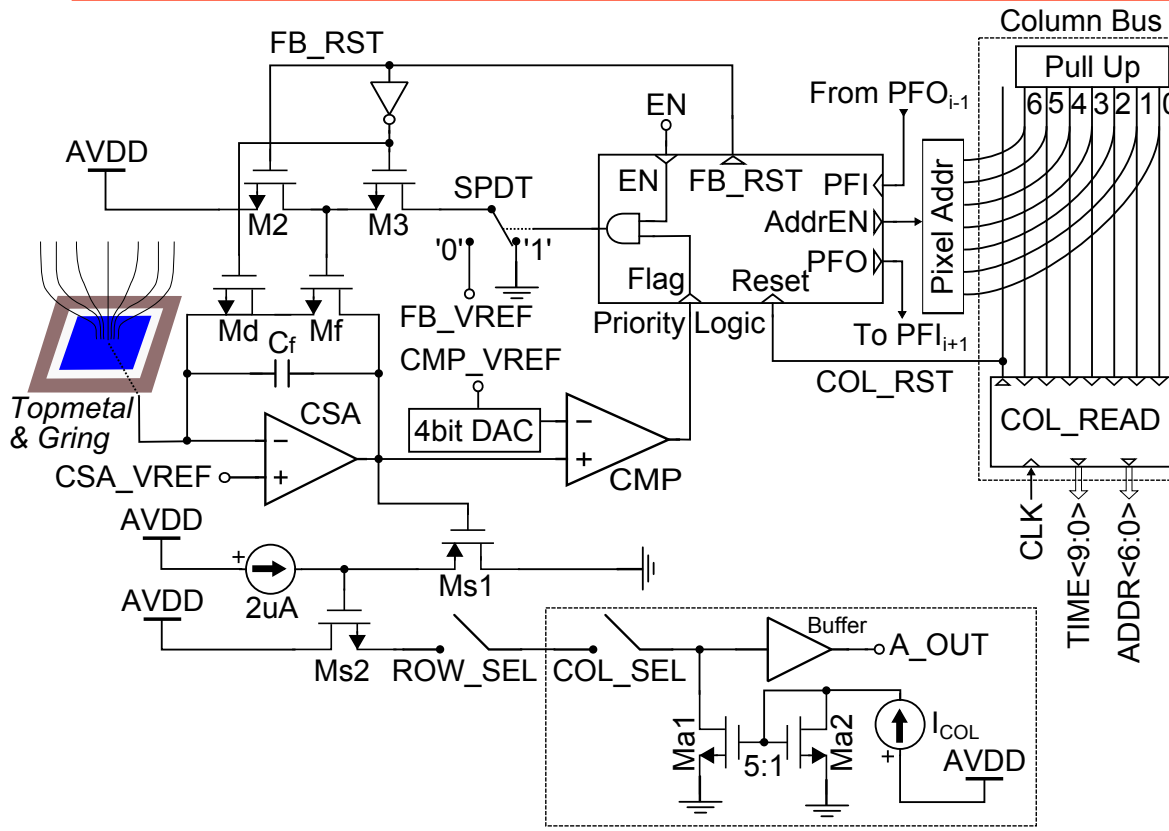 Column Bus
FB_RST
Pull Up
6 5 4 3 2 1 0
From PFOi-1
EN
AVDD
SPDT
EN
FB_RST
PFI
AddrEN
PFO
Pixel Addr
M2
M3
'0'
'1'
Flag
Reset
Md
Mf
FB_VREF
Priority Logic
To PFIi+1
Cf
CMP_VREF
COL_RST
Topmetal
& Gring
CSA
4bit DAC
COL_READ
CSA_VREF
CMP
CLK
TIME<9:0>
ADDR<6:0>
AVDD
+
2uA
Ms1
AVDD
Ms2
ROW_SEL
COL_SEL
Buffer
A_OUT
Ma1
5:1
Ma2
ICOL
+
AVDD